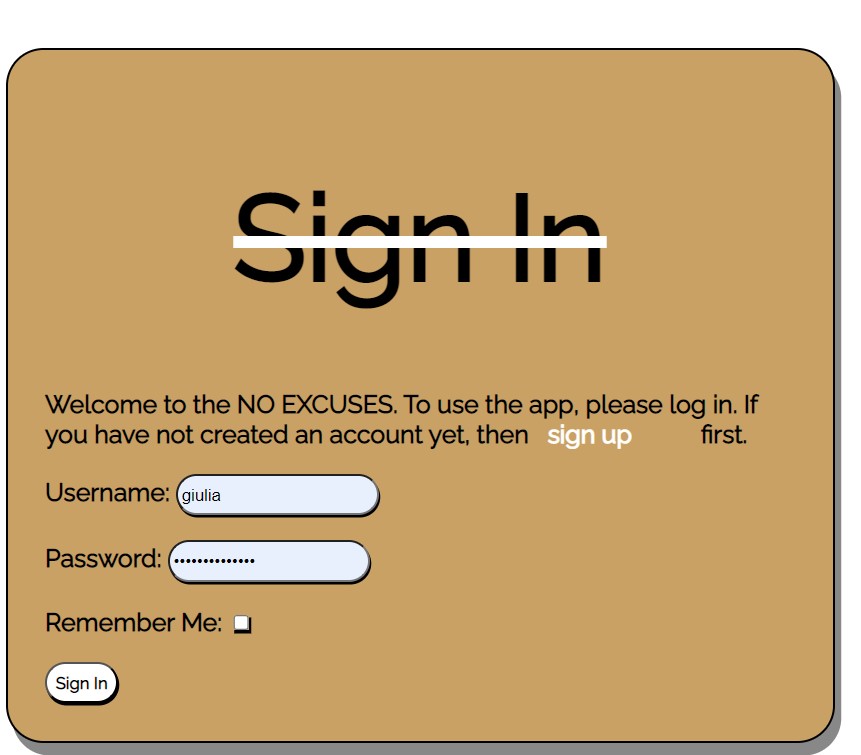 Sign In
Welcome to the NO EXCUSES. To use the app, please log in. If
you have not created an account yet, then sign up first.
Username: giulia
Password: ••••••••••••••
Remember Me:
Sign In